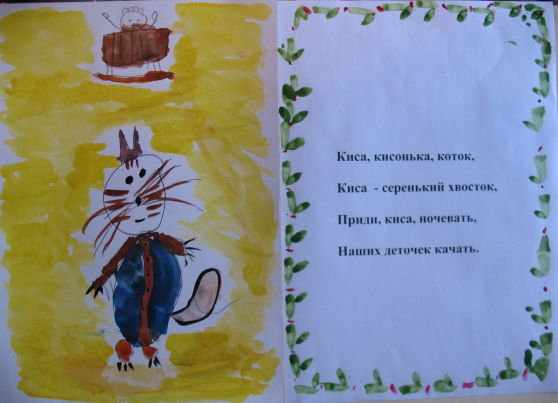 Киса, кисонька, коток,
Киса - серенький хвосток,
Приди, киса, ночевать,
Наших деточек качать.